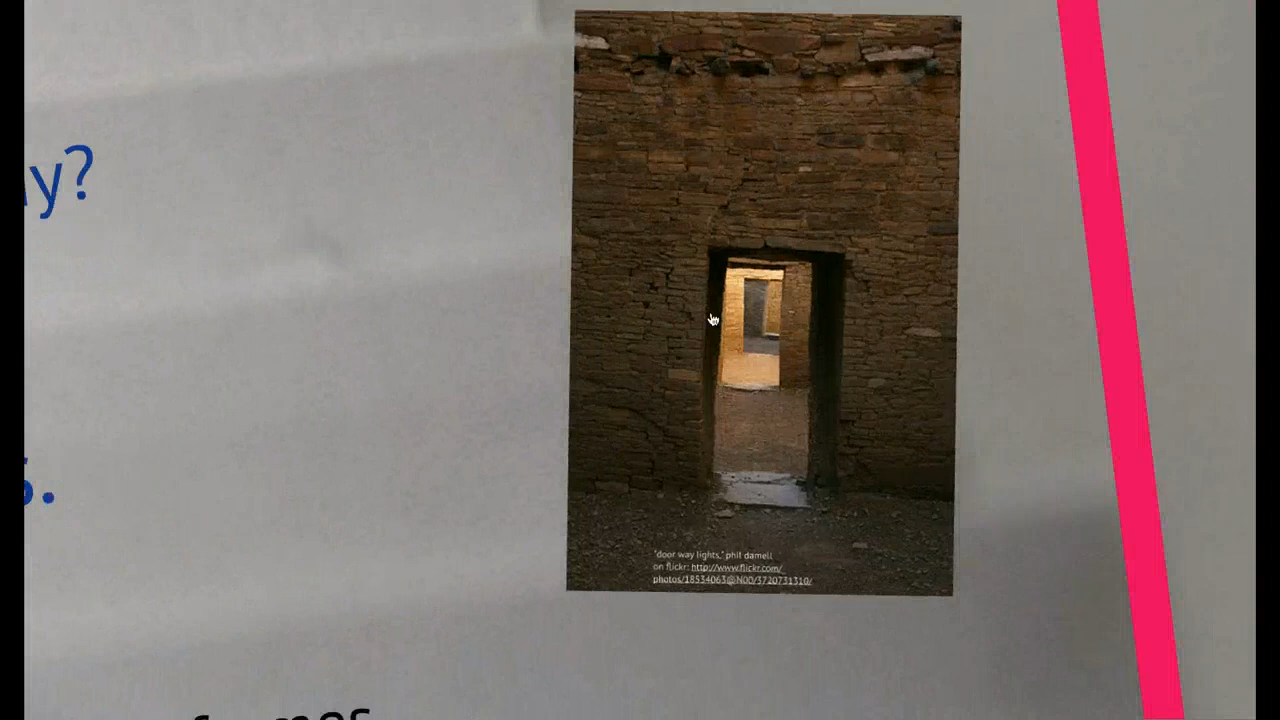 y?
s.
"door way lights," phil darnell
on flickr: http://www.flickr.com/
photos/18534063@N00/3720731310/